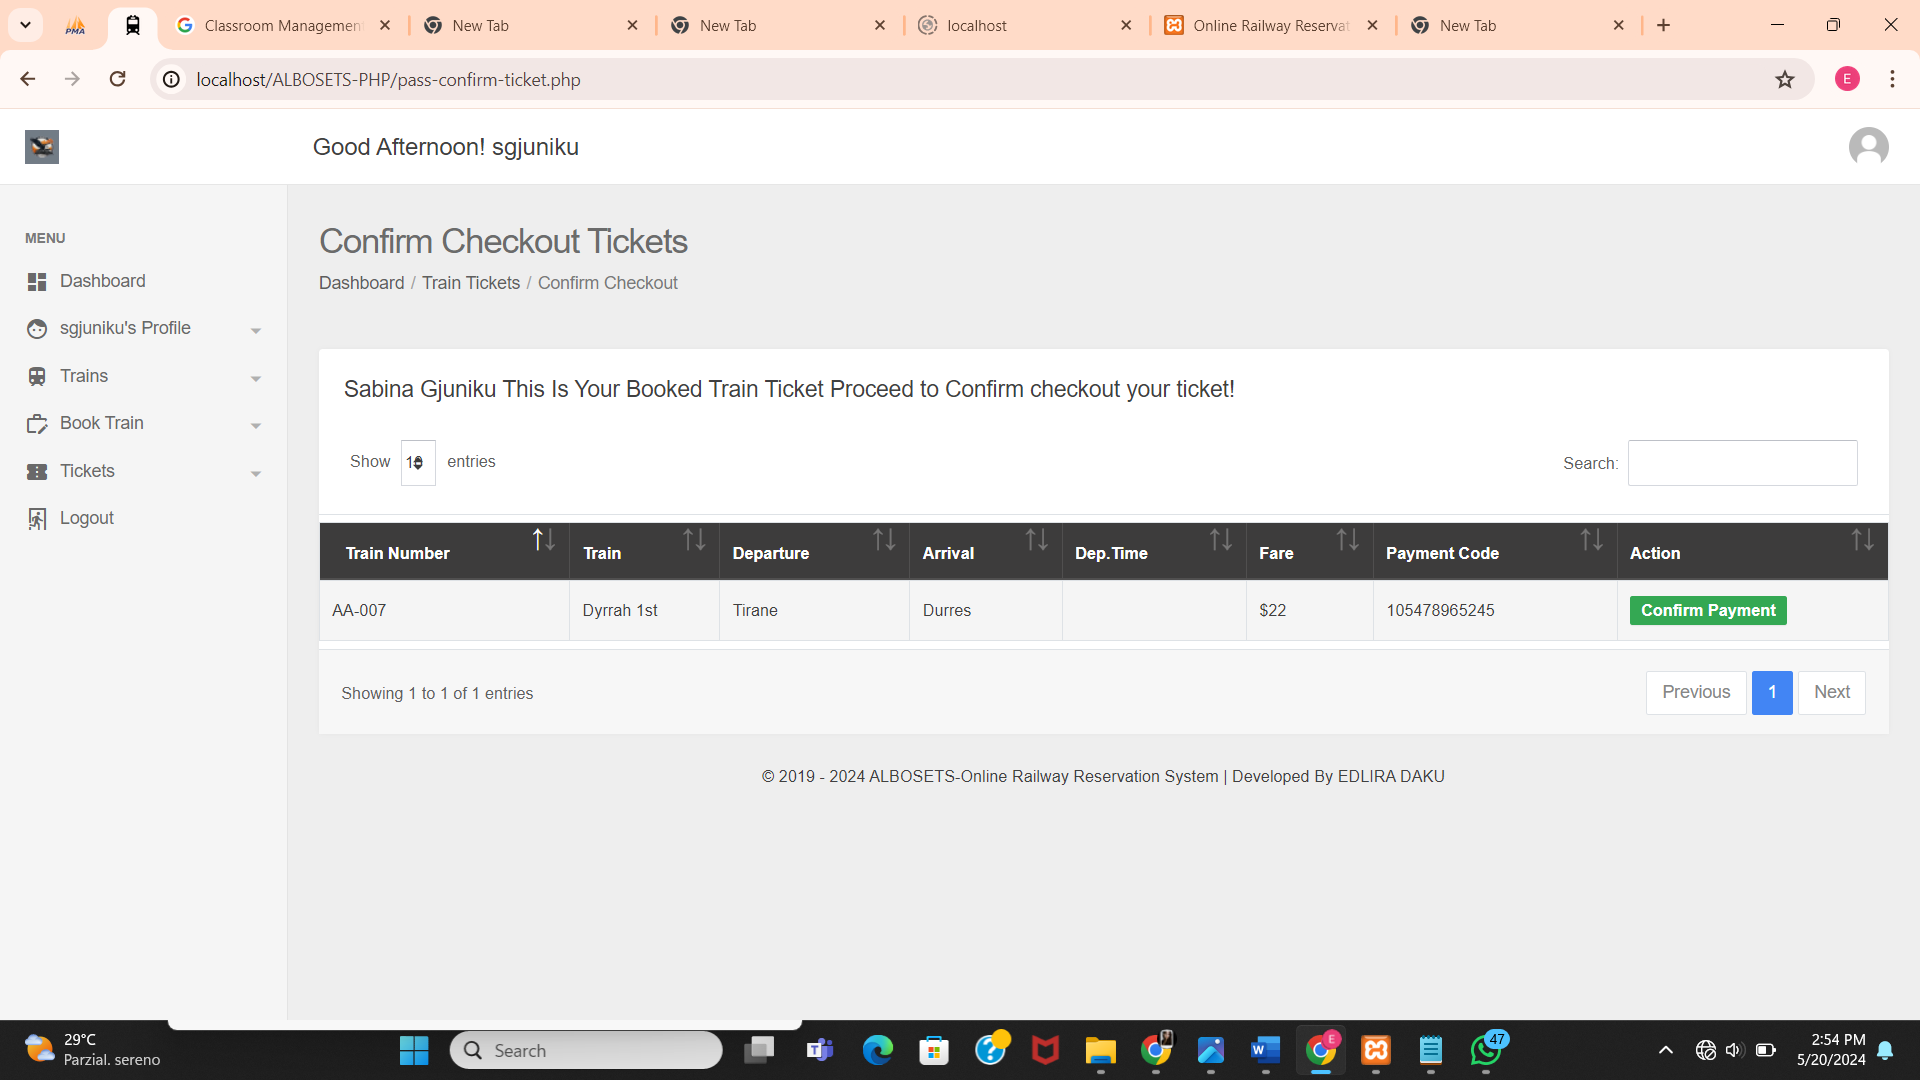 PMA
Classroom Management
New Tab
New Tab
localhost
Online Railway Reservat
New Tab
localhost/ALBOSETS-PHP/pass-confirm-ticket.php
E
Good Afternoon! sgjuniku
MENU
Dashboard
sgjuniku's Profile
Trains
Book Train
Tickets
Logout
Confirm Checkout Tickets
Dashboard / Train Tickets / Confirm Checkout
Sabina Gjuniku This Is Your Booked Train Ticket Proceed to Confirm checkout your ticket!
Show 10 entries
Search:
Train Number Train Departure Arrival Dep.Time Fare Payment Code Action
AA-007 Dyrrah 1st Tirane Durres $22 105478965245 Confirm Payment
Showing 1 to 1 of 1 entries
Previous 1 Next
© 2019 - 2024 ALBOSETS-Online Railway Reservation System | Developed By EDLIRA DAKU
29°C
Parzial. sereno
Search
E
47
2:54 PM
5/20/2024